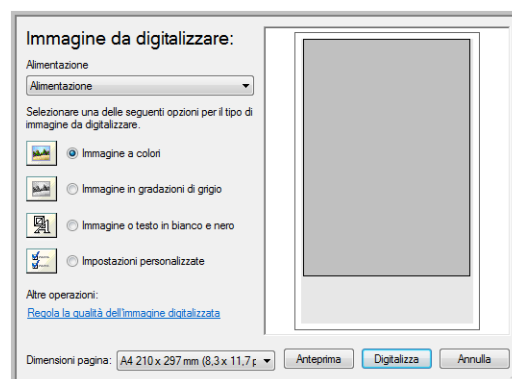 Immagine da digitalizzare:
Alimentazione
Alimentazione
Selezionare una delle seguenti opzioni per il tipo di
immagine da digitalizzare.
Immagine a colori
Immagine in gradazioni di grigio
Immagine o testo in bianco e nero
Impostazioni personalizzate
Altre operazioni:
Regola la qualità dell'immagine digitalizzata
Dimensioni pagina: A4 210 x 297 mm (8,3 x 11,7 p Anteprima Digitalizza Annulla